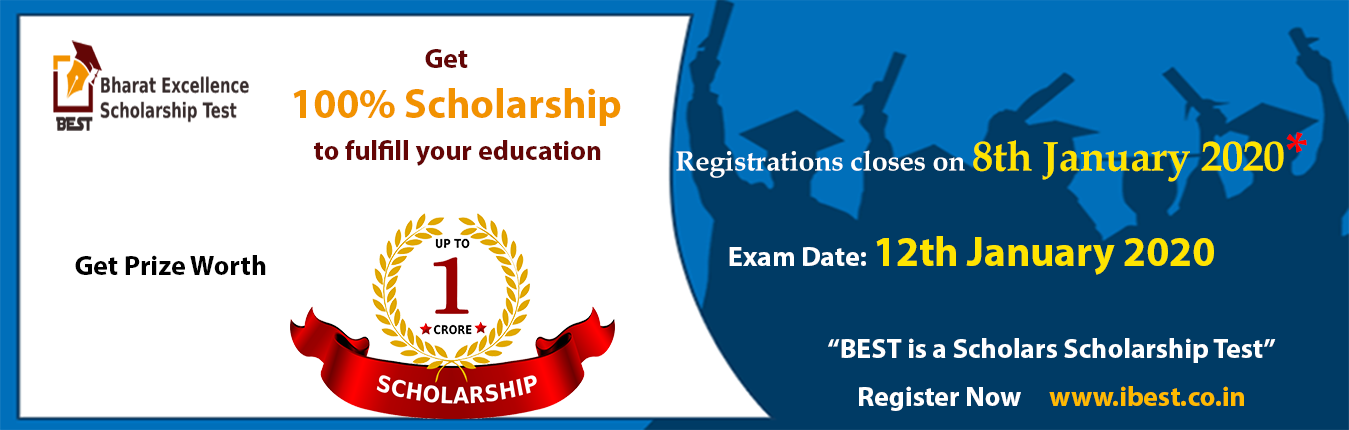 BEST
Bharat Excellence
Scholarship Test
Get
100% Scholarship
to fulfill your education
Get Prize Worth
UP TO
1
CRORE
SCHOLARSHIP
Registrations closes on 8th January 2020*
Exam Date: 12th January 2020
“BEST is a Scholars Scholarship Test”
Register Now www.ibest.co.in